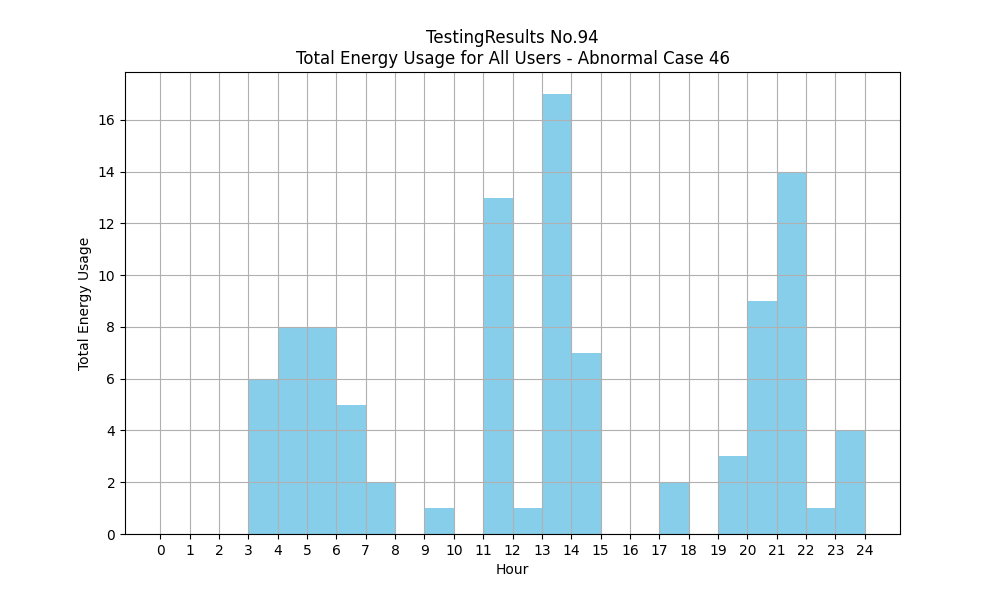 TestingResults No.94
Total Energy Usage for All Users - Abnormal Case 46
Total Energy Usage
16
14
12
10
8
6
4
2
0
0 1 2 3 4 5 6 7 8 9 10 11 12 13 14 15 16 17 18 19 20 21 22 23 24
Hour